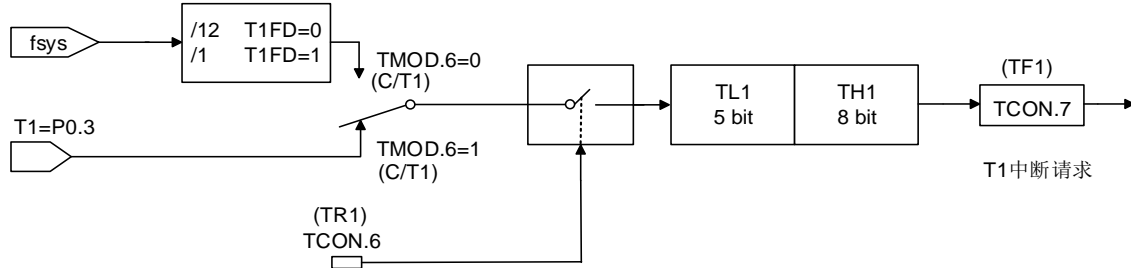 fsys
/12 T1FD=0
/1 T1FD=1
TMOD.6=0
(C/T1)
T1=P0.3
TMOD.6=1
(C/T1)
(TR1)
TCON.6
TL1
5 bit
TH1
8 bit
(TF1)
TCON.7
T1中断请求